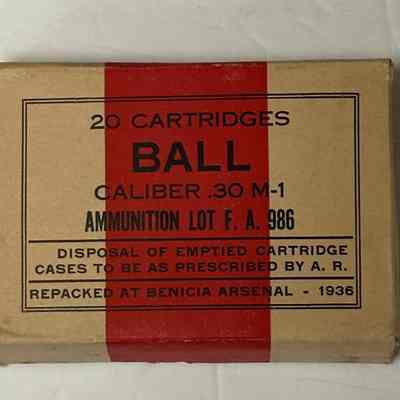 20 CARTRIDGES
BALL
CALIBER .30 M-1
AMMUNITION LOT F. A. 986
DISPOSAL OF EMPTIED CARTRIDGE
CASES TO BE AS PRESCRIBED BY A. R.
REPACKED AT BENICIA ARSENAL - 1936